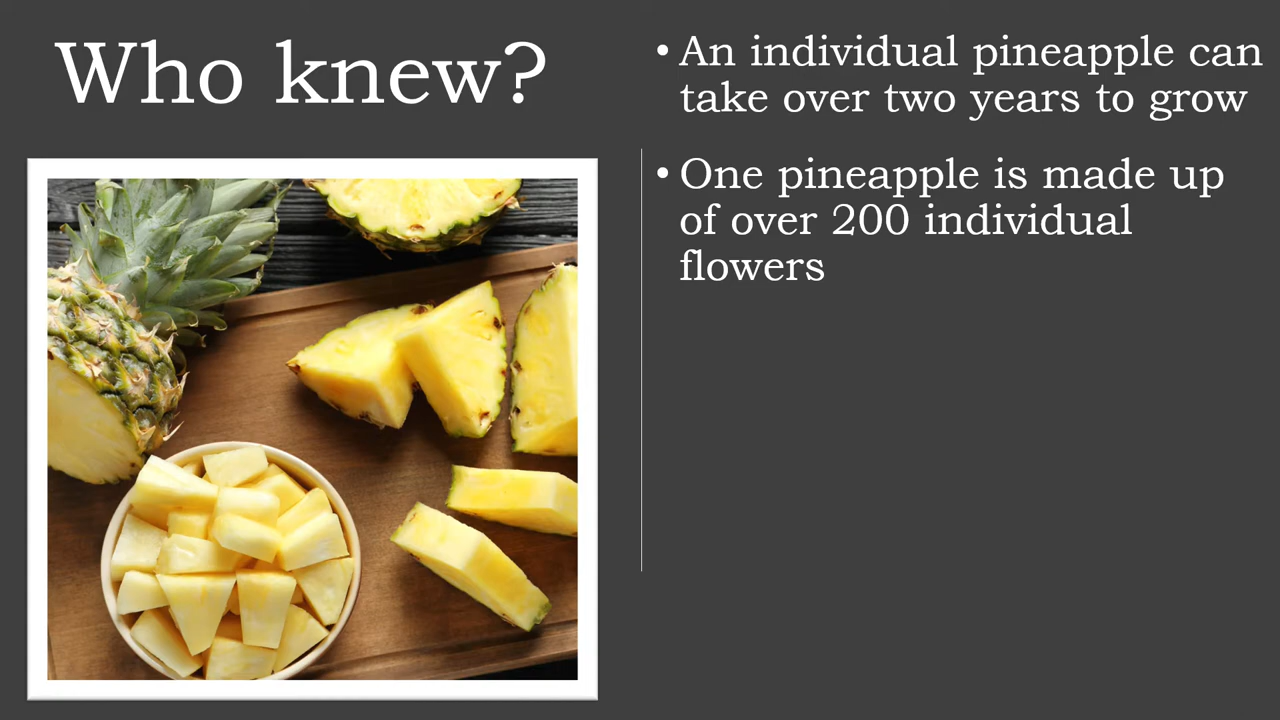 Who knew?
• An individual pineapple can
take over two years to grow
• One pineapple is made up
of over 200 individual
flowers